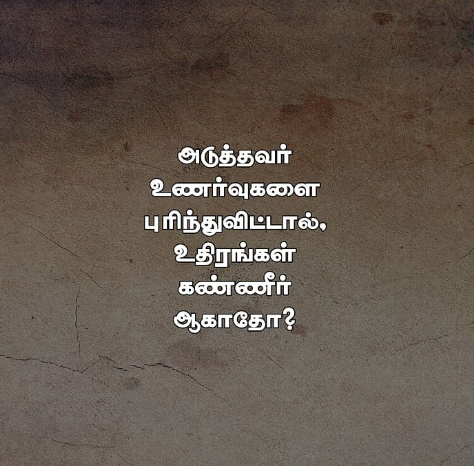 அடுத்தவர்
உணர்வுகளை
புரிந்துவிட்டால்,
உதிரங்கள்
கண்ணீர்
ஆகாதோ?